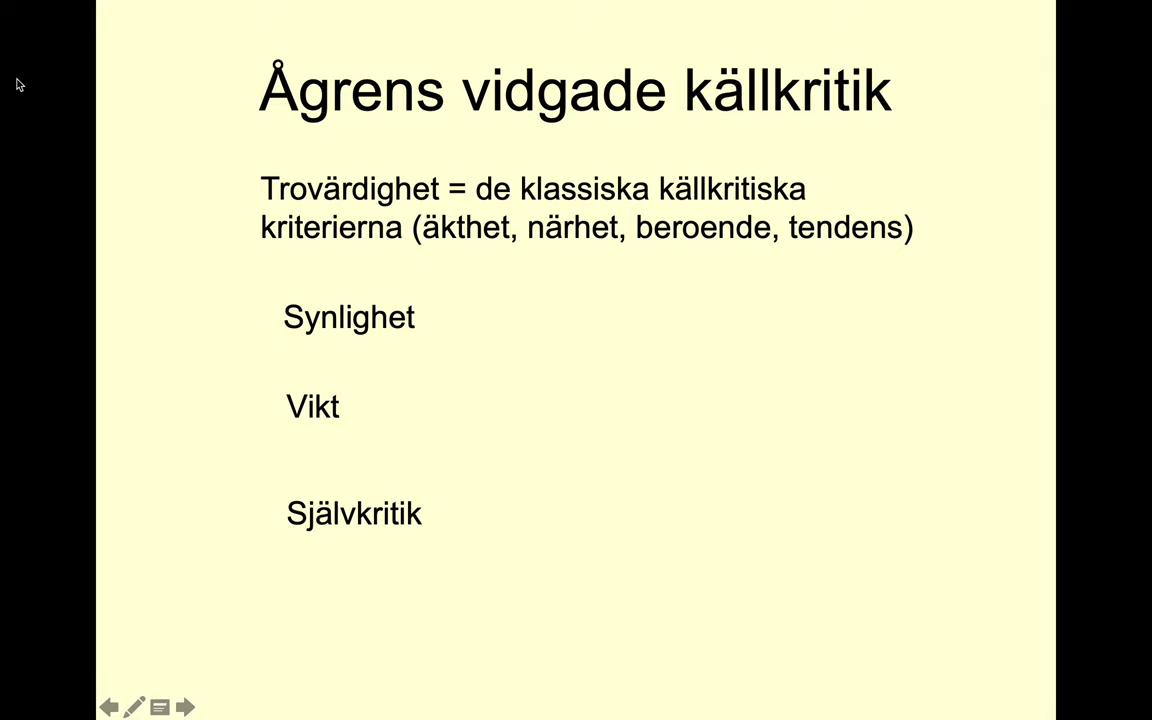 Ågrens vidgade källkritik
Trovärdighet = de klassiska källkritiska
kriterierna (äkthet, närhet, beroende, tendens)
Synlighet
Vikt
Självkritik